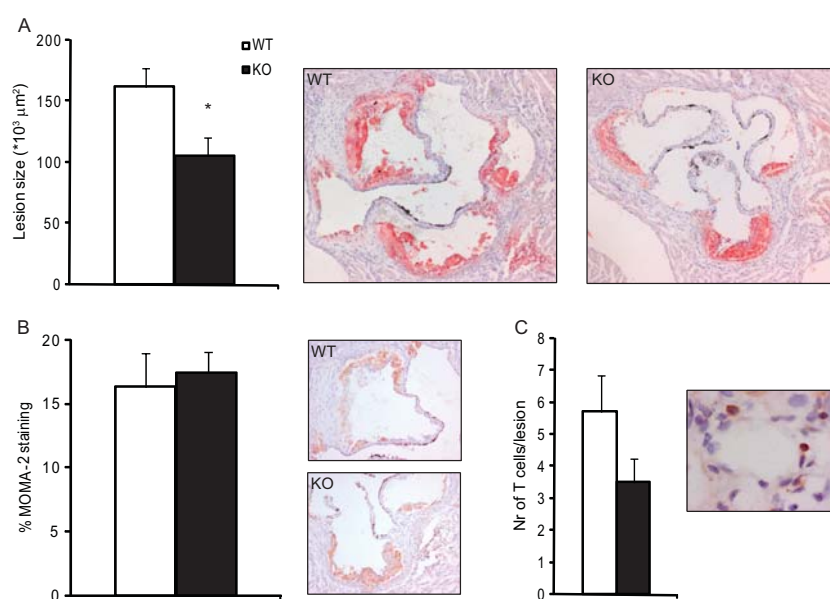 A
200
150
100
50
0
Lesion size (*10³ µm²)
WT
KO
*
WT
KO
B
20
15
10
5
0
% MOMA-2 staining
WT
KO
C
8
7
6
5
4
3
2
1
0
Nr of T cells/lesion